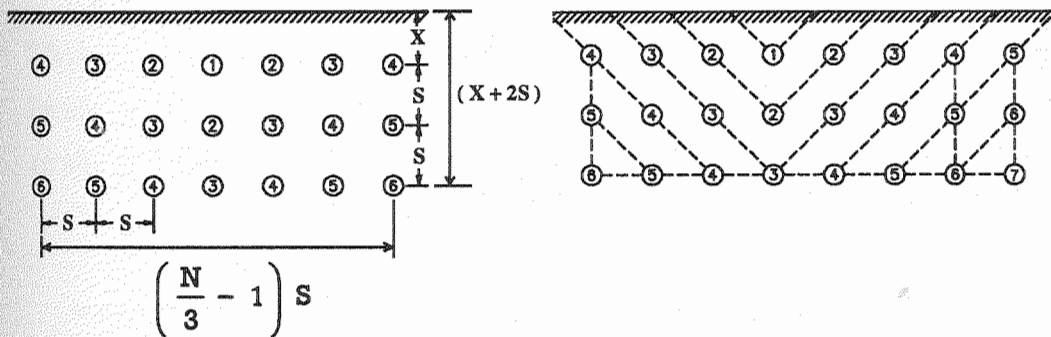 X
④ ③ ② ① ② ③ ④
S
(X+2S)
⑤ ④ ③ ② ③ ④ ⑤
S
⑥ ⑤ ④ ③ ④ ⑤ ⑥
S S
(N/3 - 1) S
④ ③ ② ① ② ③ ④ ⑤
⑤ ④ ③ ② ③ ④ ⑤ ⑥
⑥ ⑤ ④ ③ ④ ⑤ ⑥ ⑦